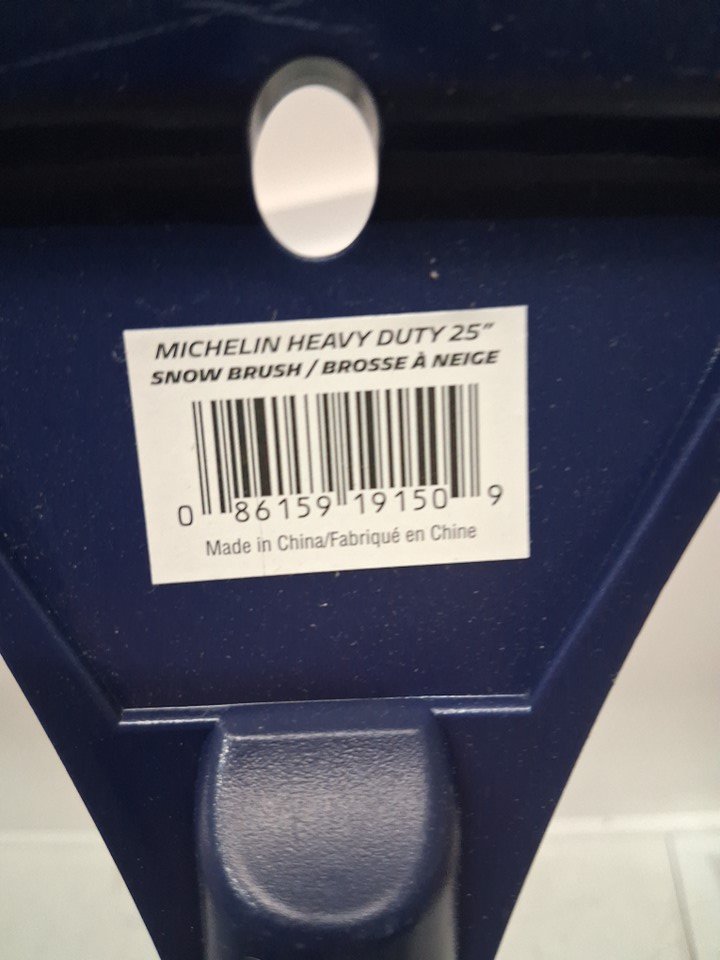 MICHELIN HEAVY DUTY 25"
SNOW BRUSH / BROSSE À NEIGE
0 86159 19150 9
Made in China/Fabriqué en Chine